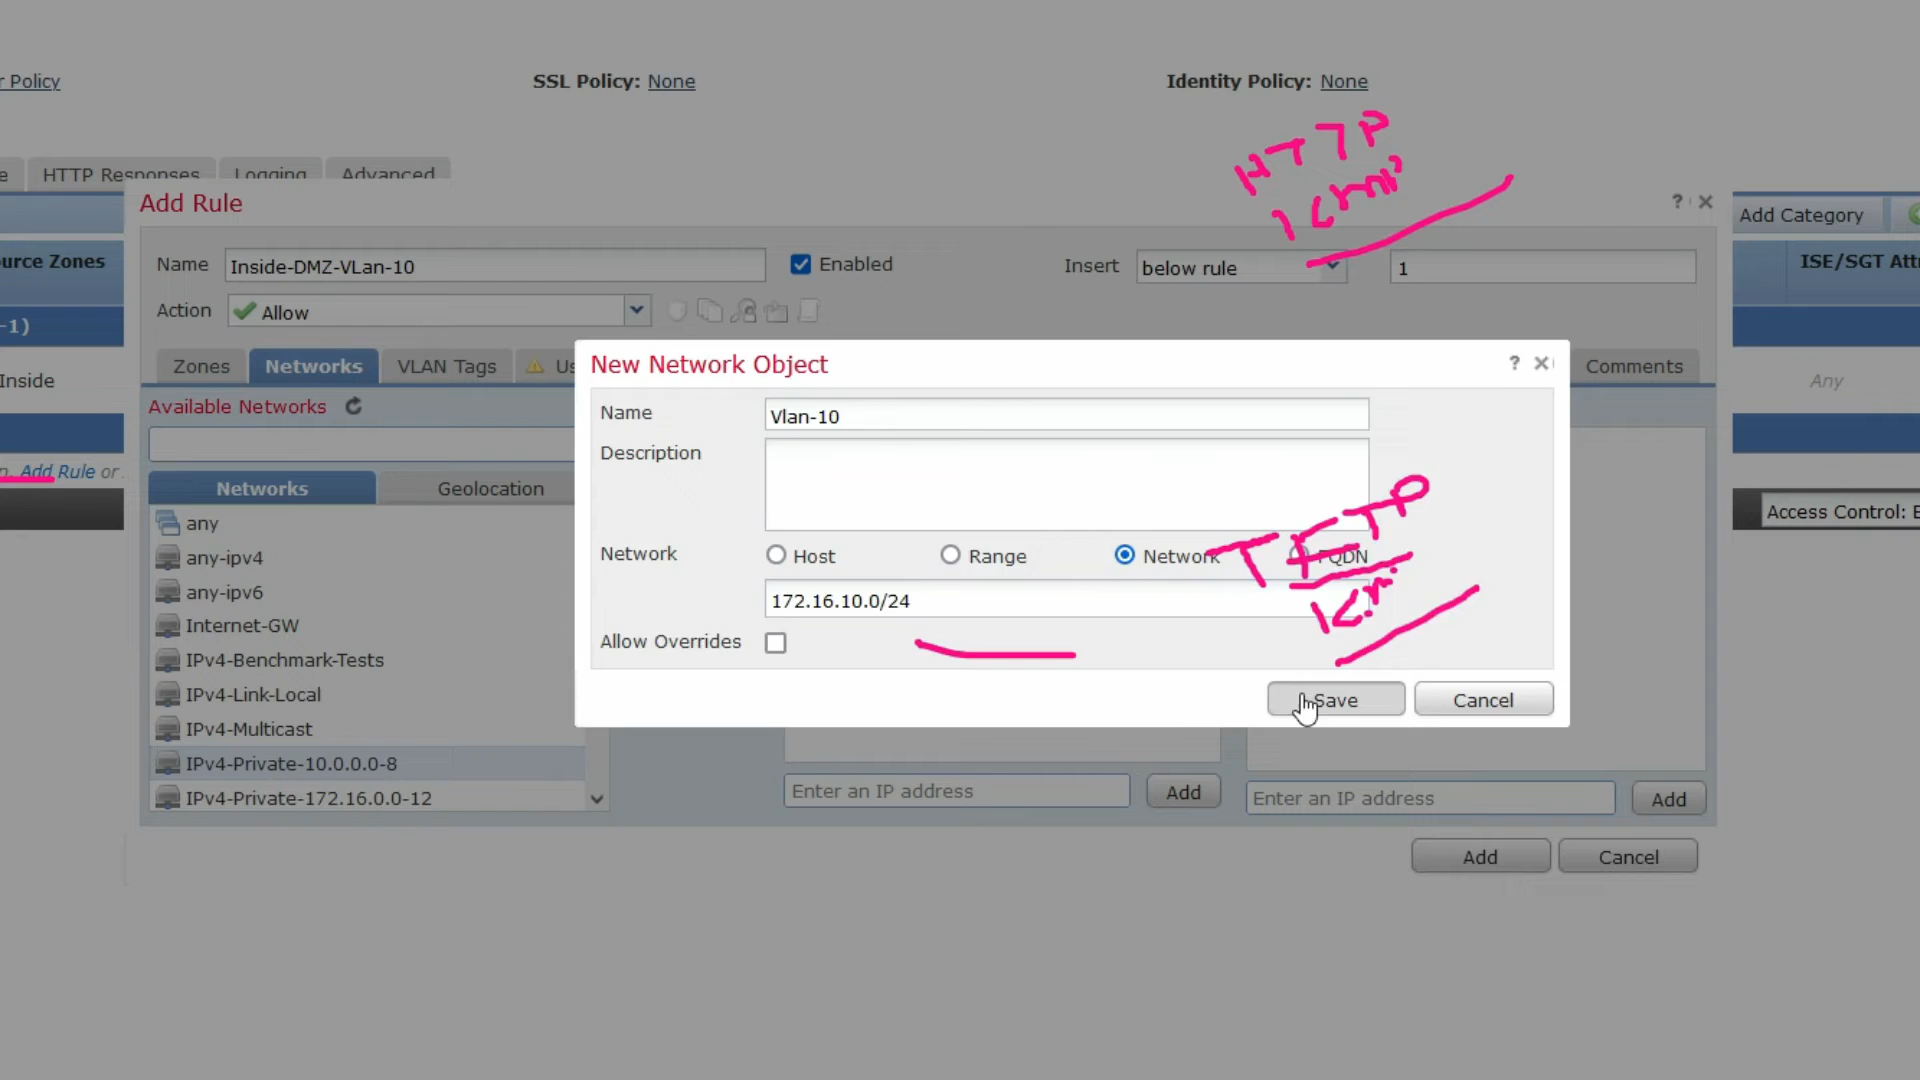 r Policy
SSL Policy: None
Identity Policy: None
HTTP
icmp
e
HTTP Responses
Logging
Advanced
Add Rule
?
Add Category
Name
Inside-DMZ-VLan-10
Enabled
Insert
below rule
1
urce Zones
ISE/SGT Attr
Action
Allow
-1)
Zones
Networks
VLAN Tags
Us
New Network Object
?
Comments
Inside
Any
Available Networks
Name
Vlan-10
Description
n. Add Rule or
Networks
Geolocation
TFTP
Access Control: E
any
any-ipv4
any-ipv6
Internet-GW
IPv4-Benchmark-Tests
IPv4-Link-Local
IPv4-Multicast
IPv4-Private-10.0.0.0-8
IPv4-Private-172.16.0.0-12
Network
Host
Range
Network
FQDN
172.16.10.0/24
Allow Overrides
Save
Cancel
Enter an IP address
Add
Enter an IP address
Add
Add
Cancel